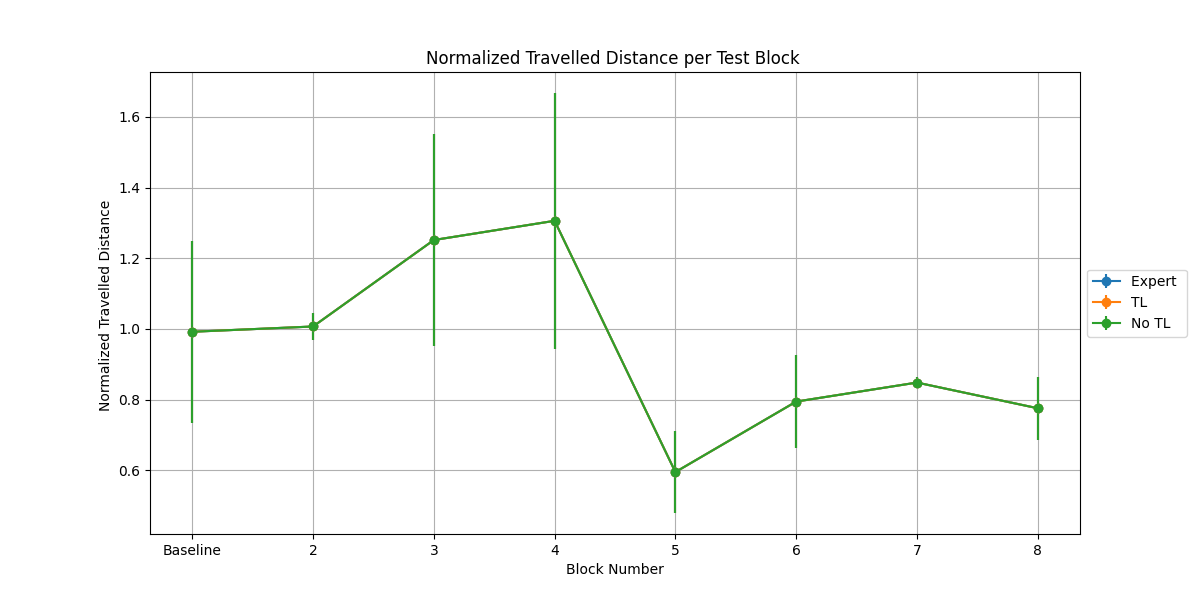 Normalized Travelled Distance per Test Block
Normalized Travelled Distance
1.6
1.4
1.2
1.0
0.8
0.6
Baseline 2 3 4 5 6 7 8
Block Number
Expert
TL
No TL